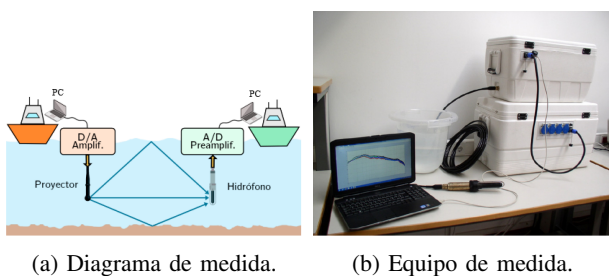 PC
D/A
Amplif.
PC
A/D
Preamplif.
Proyector
Hidrófono
(a) Diagrama de medida.
(b) Equipo de medida.